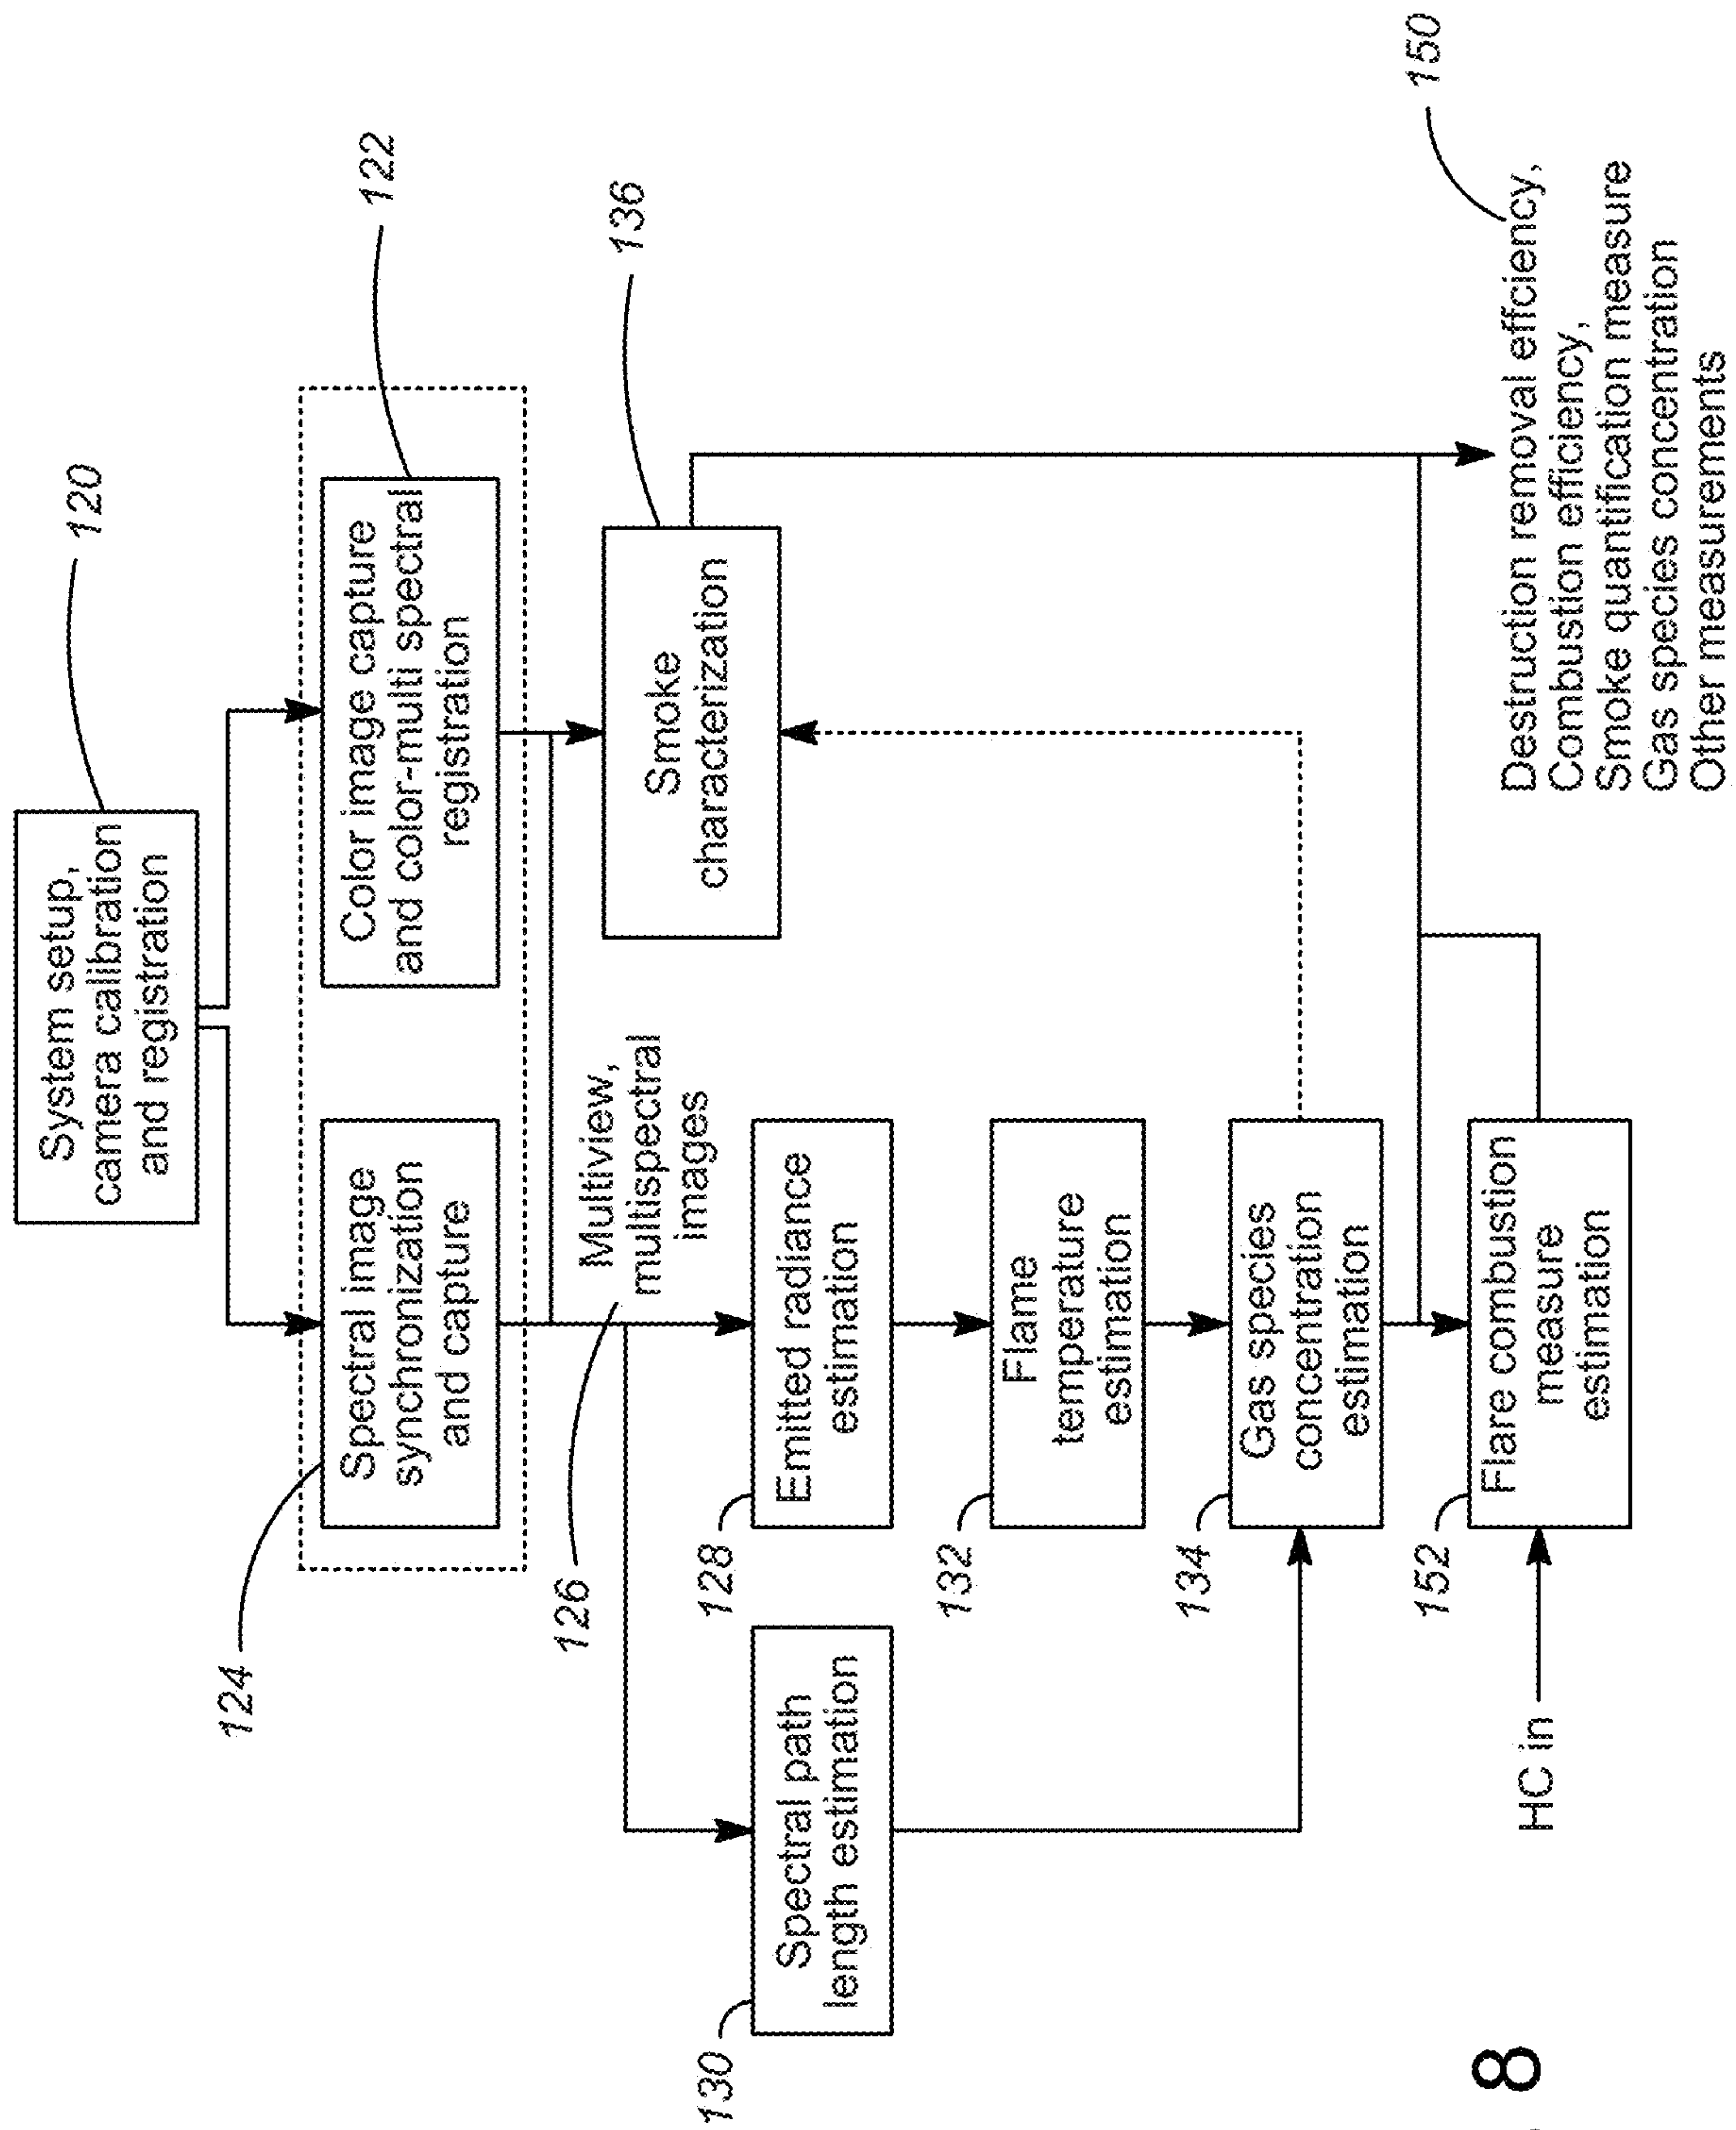 120
System setup,
camera calibration
and registration
124
Spectral image
synchronization
and capture
Color image capture
and color-multi spectral
registration
122
126
Multiview,
multispectral
images
Smoke
characterization
136
130
Spectral path
length estimation
128
Emitted radiance
estimation
132
Flame
temperature
estimation
134
Gas species
concentration
estimation
152
HC in
Flare combustion
measure
estimation
150
Destruction removal effciency,
Combustion efficiency,
Smoke quantification measure
Gas species concentration
Other measurements
8